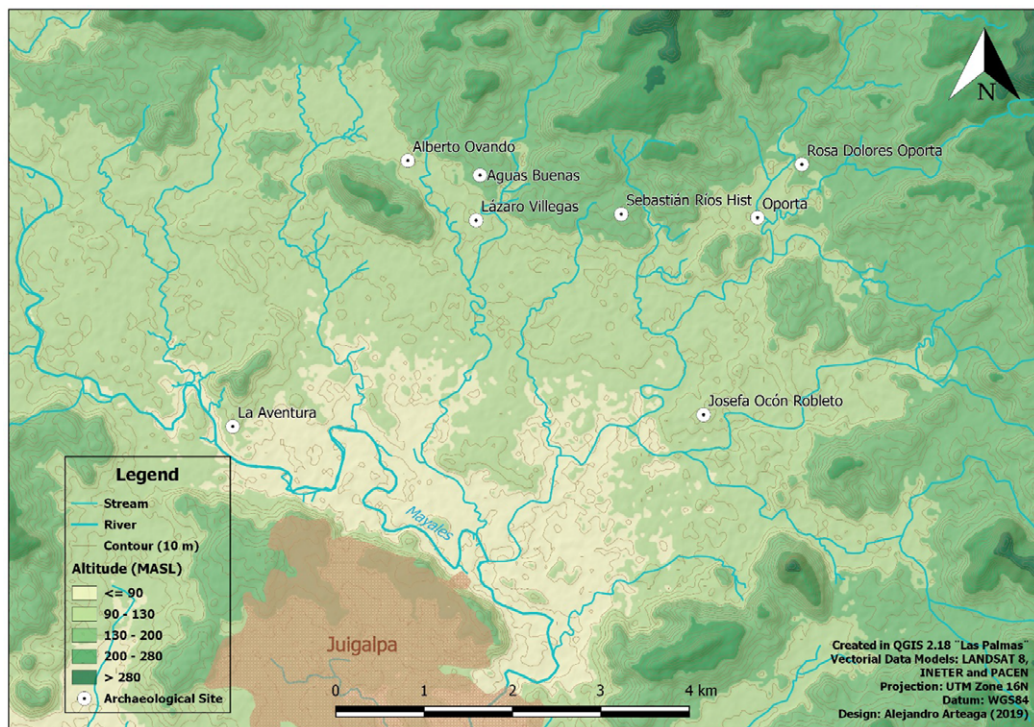 N
Alberto Ovando
Rosa Dolores Oporta
Aguas Buenas
Sebastián Ríos Hist
Oporta
Lázaro Villegas
La Aventura
Josefa Ocón Robleto
Mayales
Juigalpa
Legend
Stream
River
Contour (10 m)
Altitude (MASL)
<= 90
90 - 130
130 - 200
200 - 280
> 280
Archaeological Site
0 1 2 3 4 km
Created in QGIS 2.18 ¨Las Palmas¨
Vectorial Data Models: LANDSAT 8,
INETER and PACEN
Projection: UTM Zone 16N
Datum: WGS84
Design: Alejandro Arteaga (2019)